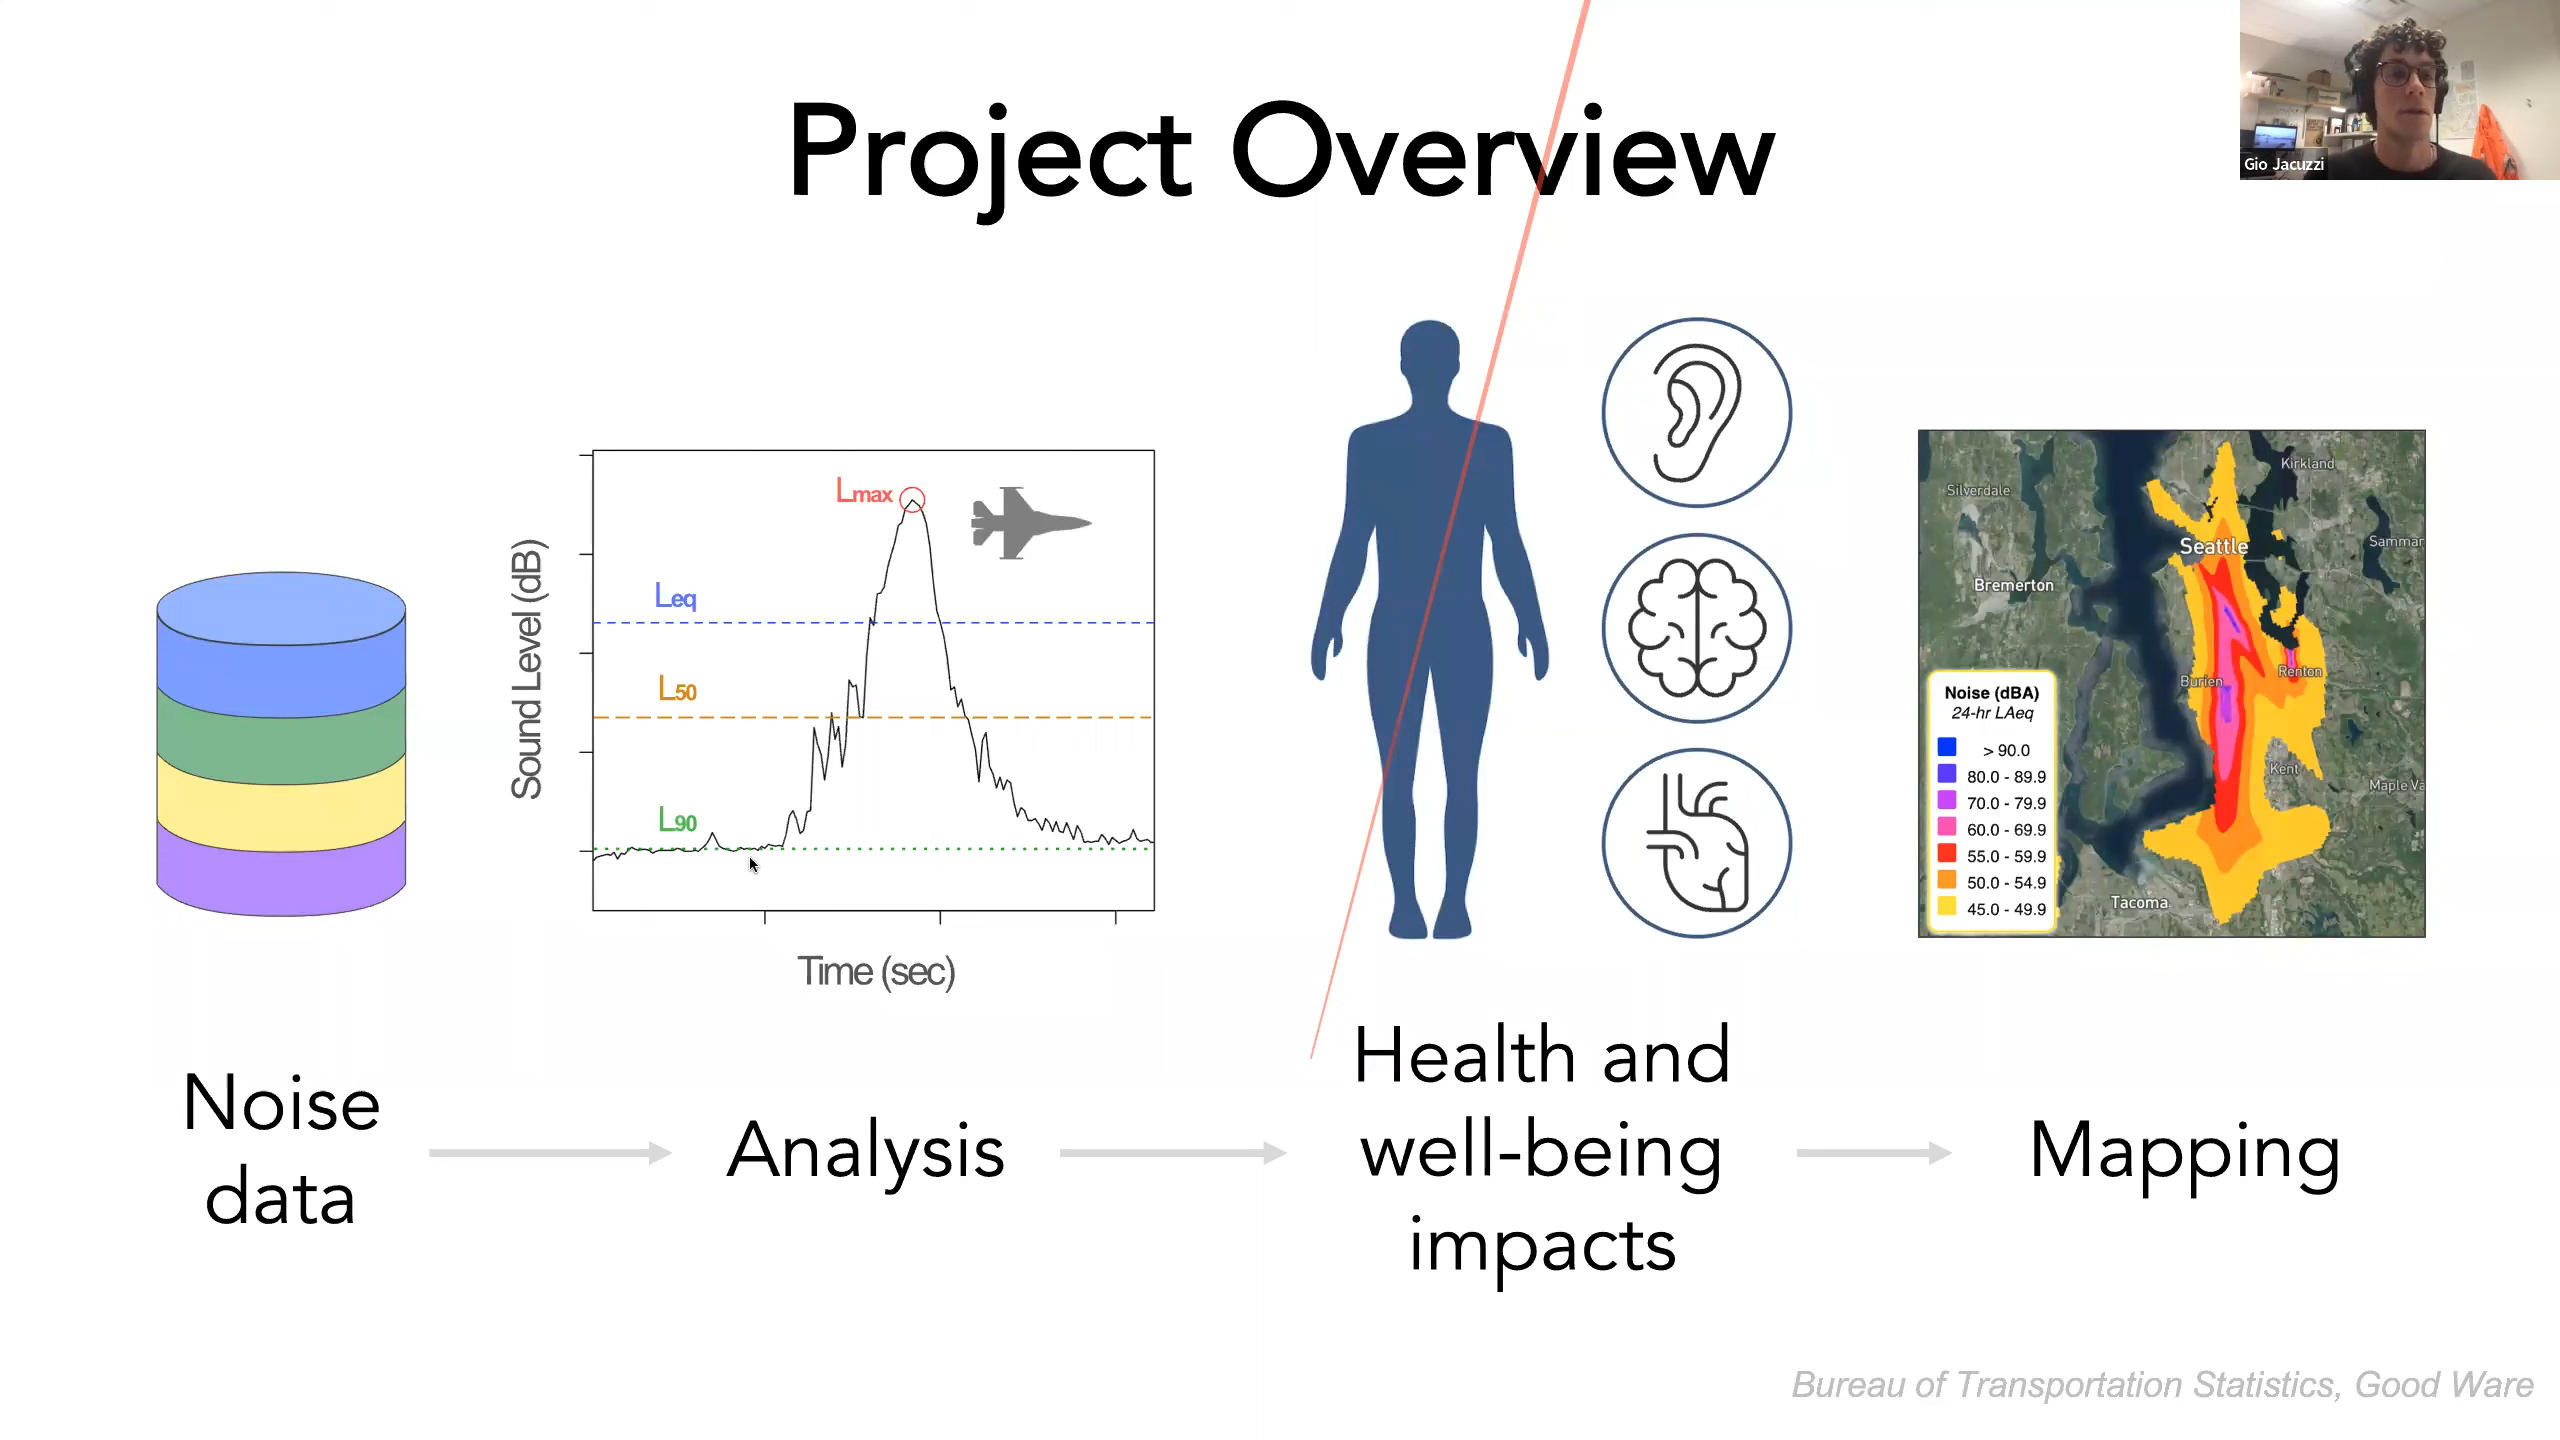 Project Overview
Gio Jacuzzi
Sound Level (dB)
Lmax
Leq
L50
L90
Time (sec)
Kirkland
Silverdale
Seattle
Sammar
Bremerton
Burien
Renton
Kent
Maple Va
Tacoma
Noise (dBA)
24-hr LAeq
> 90.0
80.0 - 89.9
70.0 - 79.9
60.0 - 69.9
55.0 - 59.9
50.0 - 54.9
45.0 - 49.9
Noise
data
Analysis
Health and
well-being
impacts
Mapping
Bureau of Transportation Statistics, Good Ware